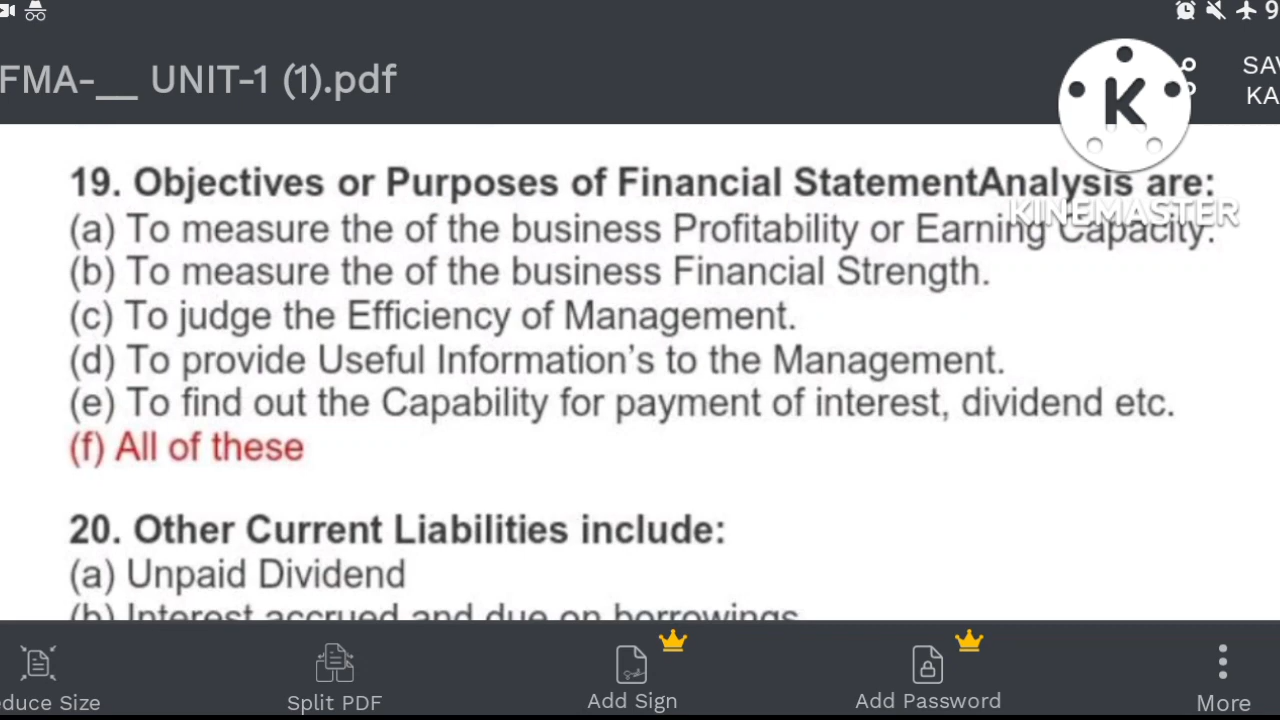 9
FMA-__ UNIT-1 (1).pdf
SAV
KA
K
KINEMASTER
19. Objectives or Purposes of Financial StatementAnalysis are:
(a) To measure the of the business Profitability or Earning Capacity.
(b) To measure the of the business Financial Strength.
(c) To judge the Efficiency of Management.
(d) To provide Useful Information's to the Management.
(e) To find out the Capability for payment of interest, dividend etc.
(f) All of these
20. Other Current Liabilities include:
(a) Unpaid Dividend
(b) Interest accrued and due on borrowings
educe Size
Split PDF
Add Sign
Add Password
More